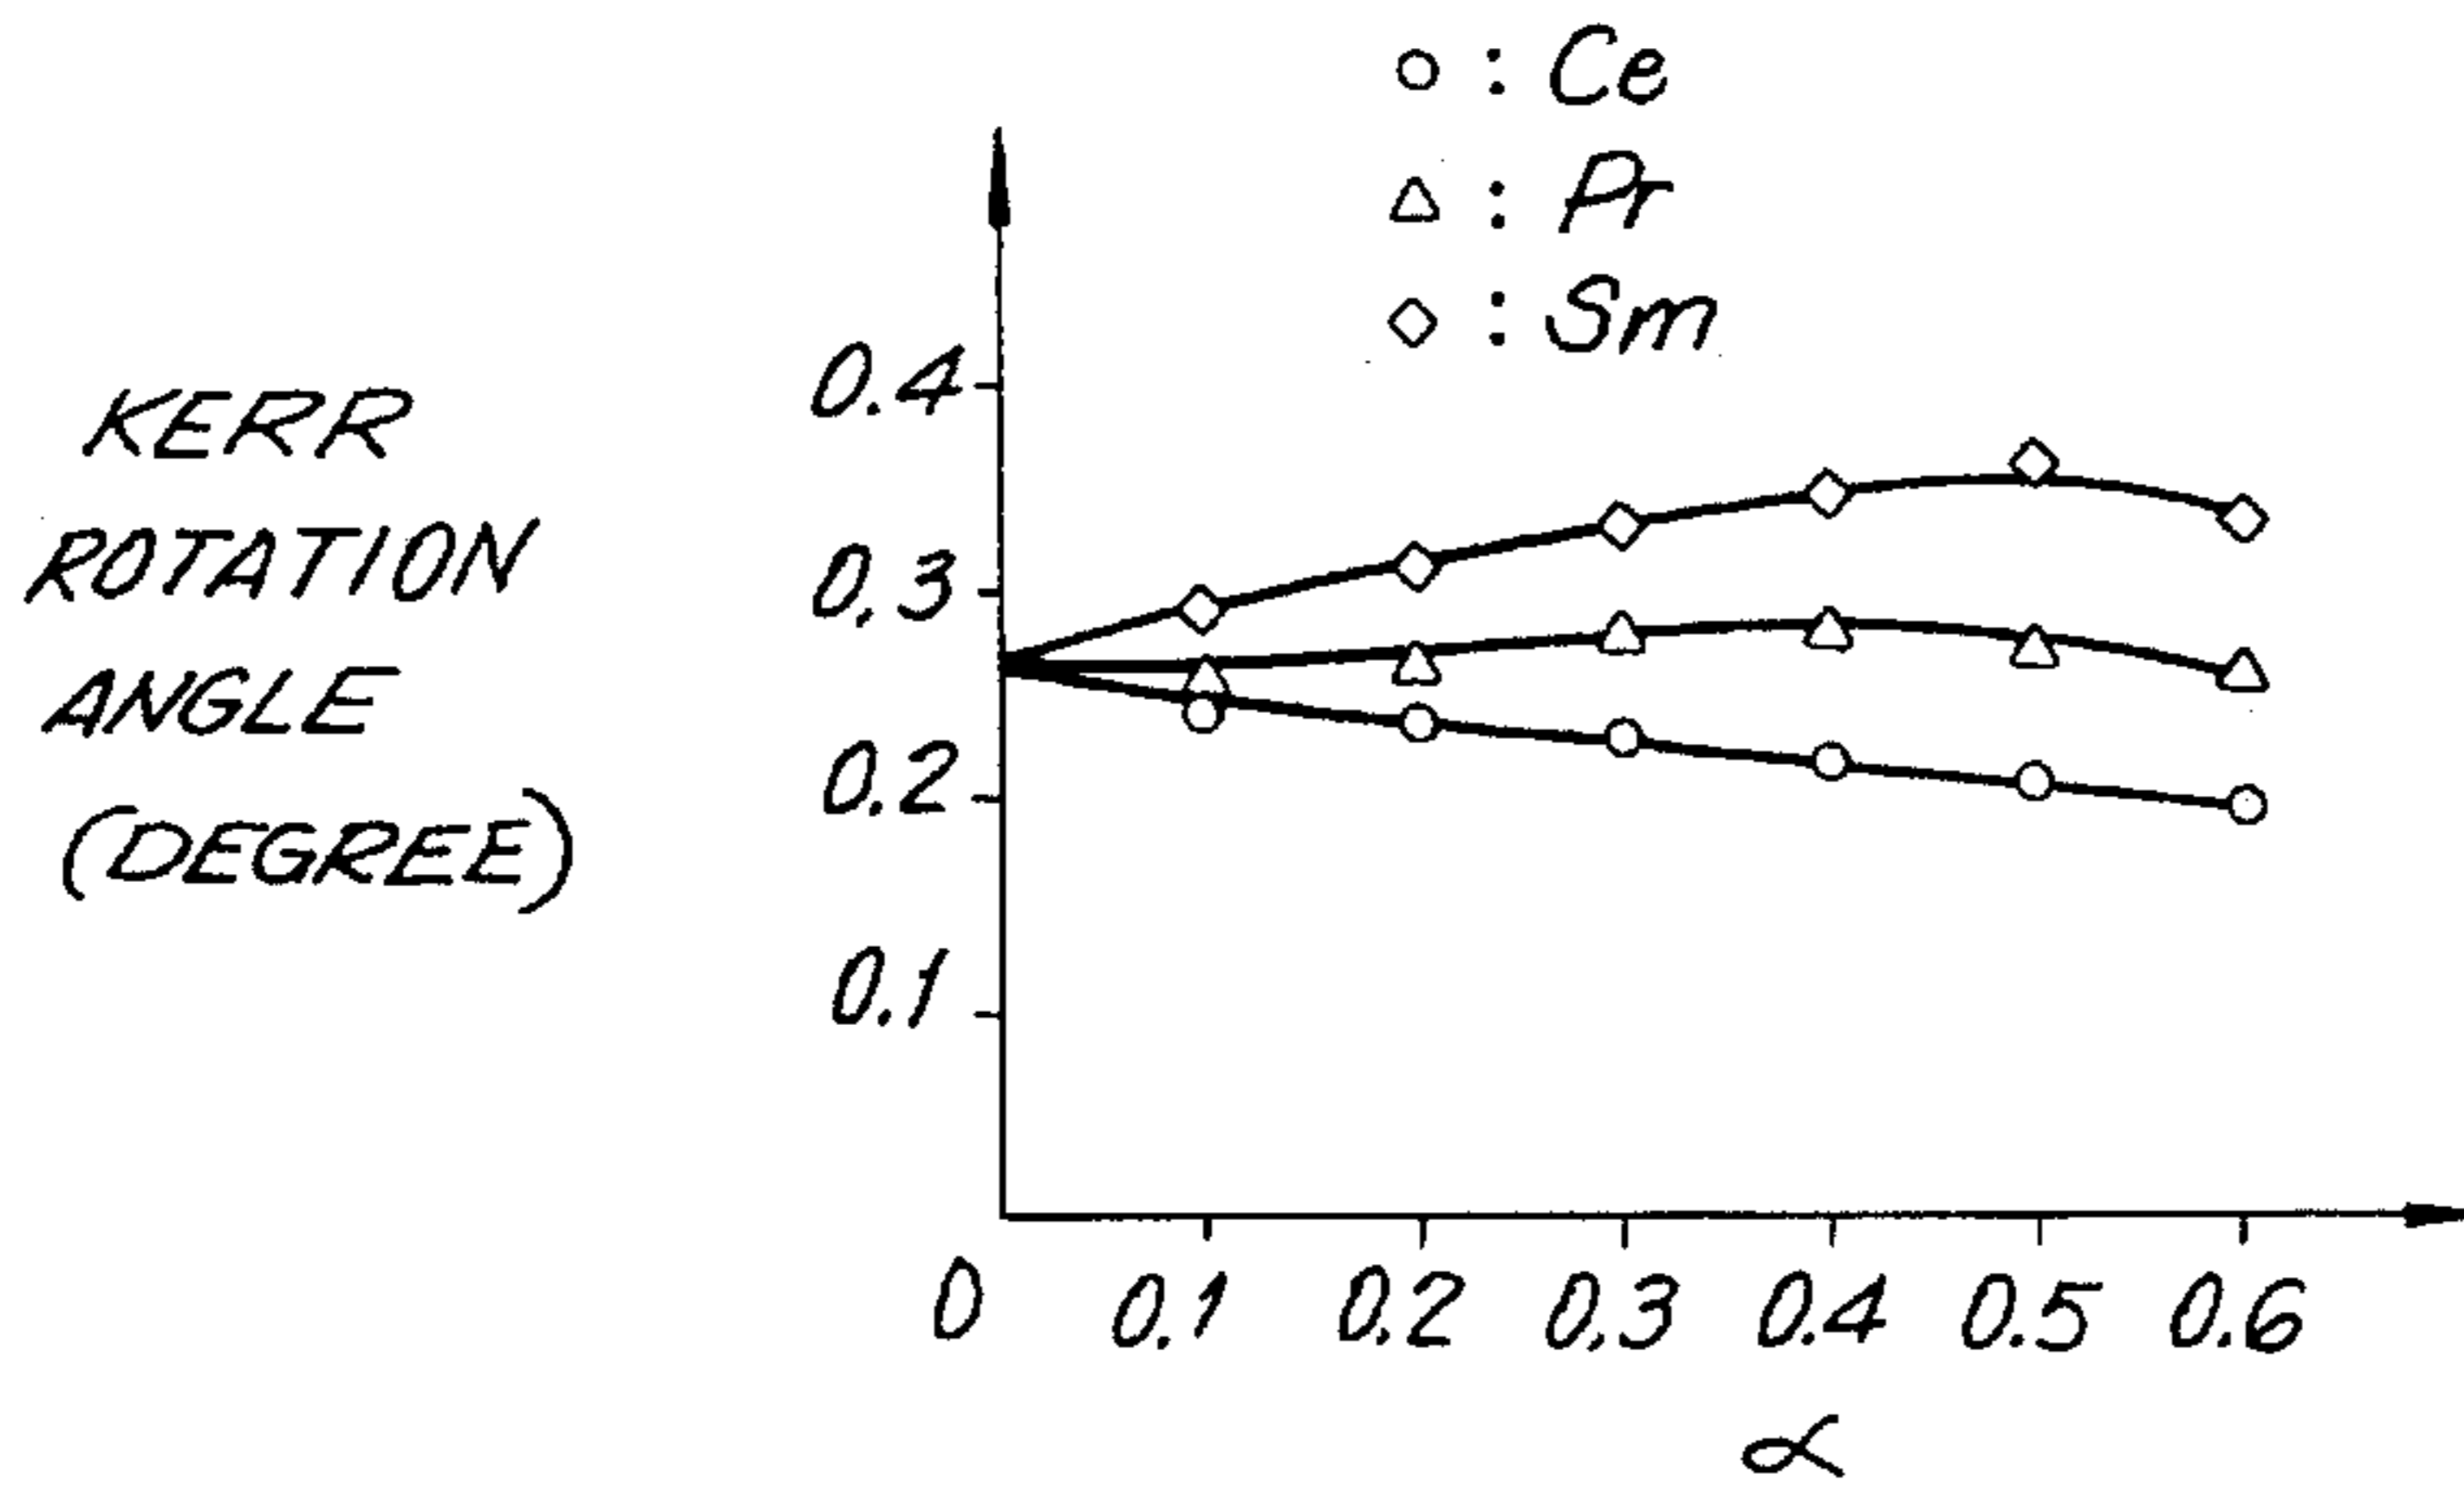 ○ : Ce
△ : Pr
◇ : Sm
KERR
ROTATION
ANGLE
(DEGREE)
0.4
0.3
0.2
0.1
0 0.1 0.2 0.3 0.4 0.5 0.6
α